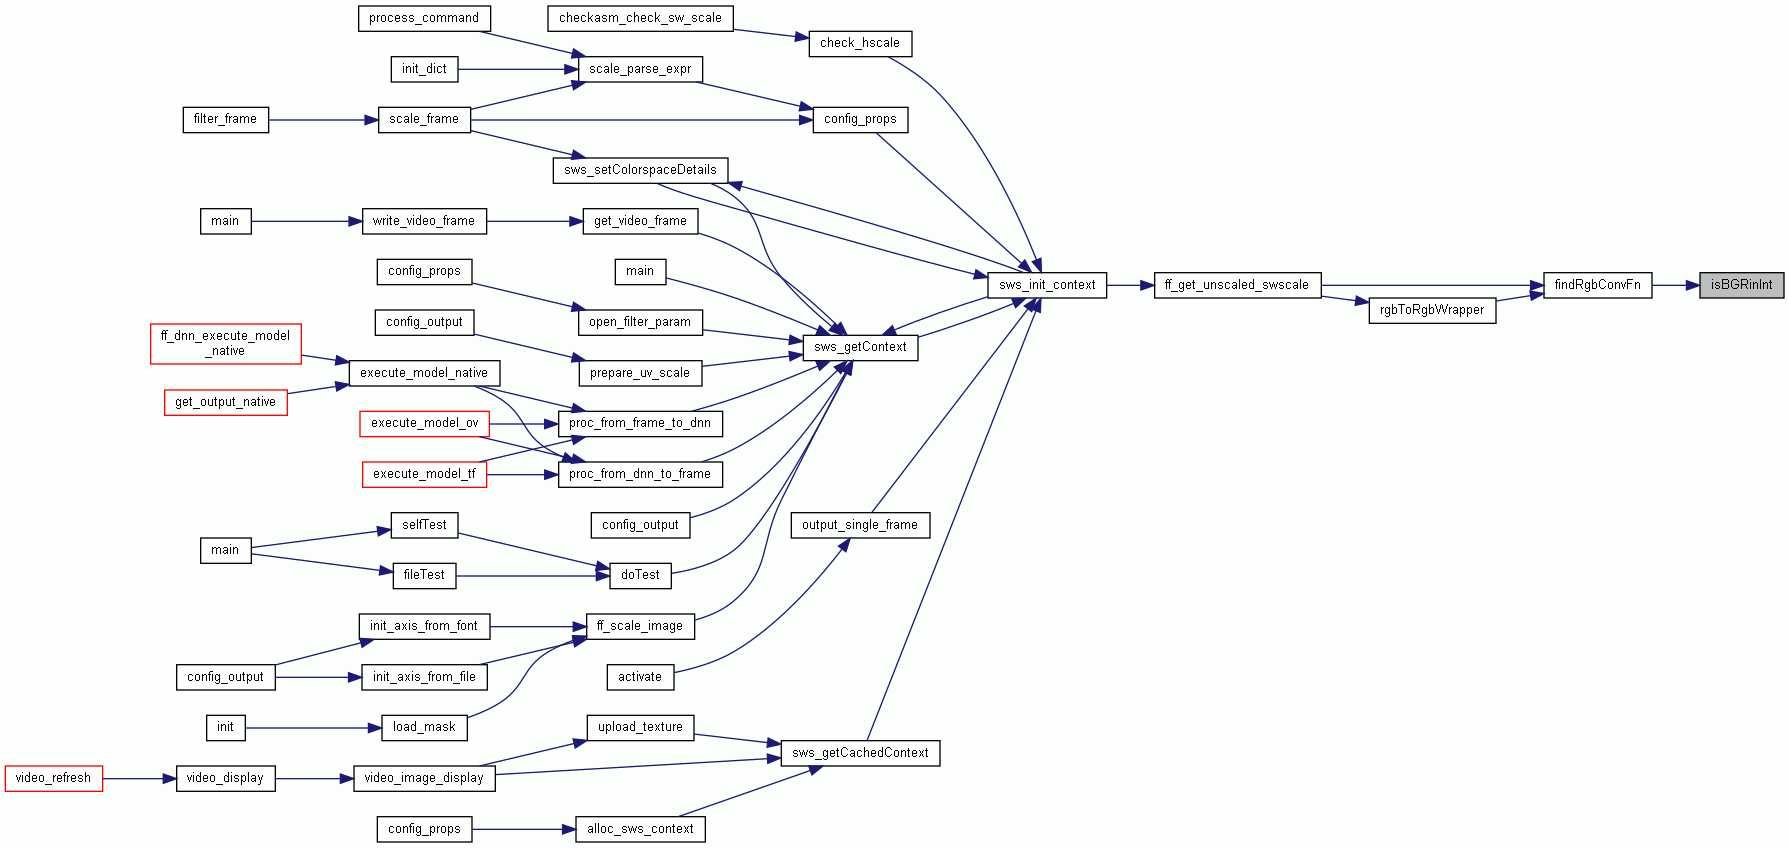 process_command
checkasm_check_sw_scale
check_hscale
init_dict
scale_parse_expr
filter_frame
scale_frame
config_props
sws_setColorspaceDetails
main
write_video_frame
get_video_frame
config_props
main
sws_init_context
ff_get_unscaled_swscale
findRgbConvFn
isBGRinInt
rgbToRgbWrapper
config_output
open_filter_param
ff_dnn_execute_model
_native
sws_getContext
execute_model_native
prepare_uv_scale
get_output_native
execute_model_ov
proc_from_frame_to_dnn
execute_model_tf
proc_from_dnn_to_frame
selfTest
config_output
output_single_frame
main
fileTest
doTest
init_axis_from_font
ff_scale_image
config_output
init_axis_from_file
activate
init
load_mask
upload_texture
sws_getCachedContext
video_refresh
video_display
video_image_display
config_props
alloc_sws_context